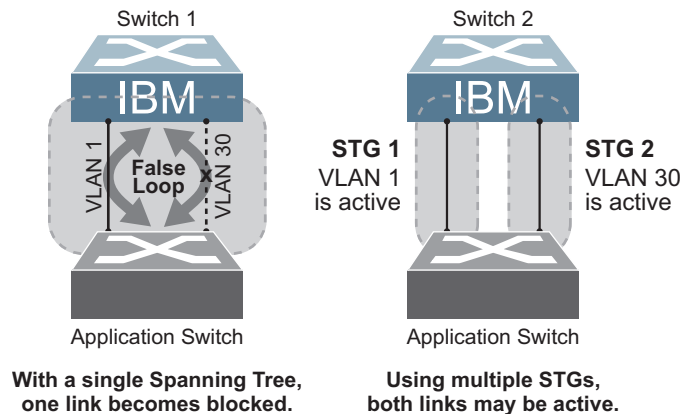 Switch 1
IBM
VLAN 1
False
Loop
x
VLAN 30
Application Switch
With a single Spanning Tree,
one link becomes blocked.
Switch 2
IBM
STG 1
VLAN 1
is active
STG 2
VLAN 30
is active
Application Switch
Using multiple STGs,
both links may be active.